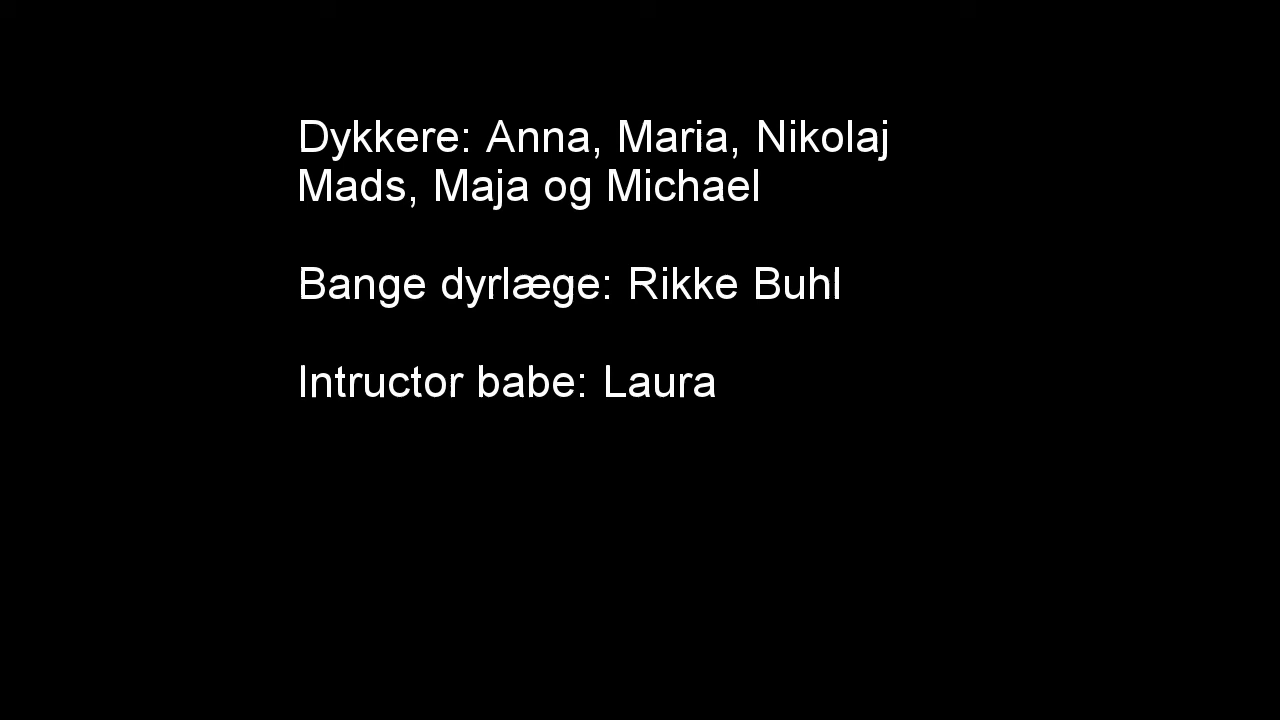 Dykkere: Anna, Maria, Nikolaj
Mads, Maja og Michael
Bange dyrlæge: Rikke Buhl
Intructor babe: Laura